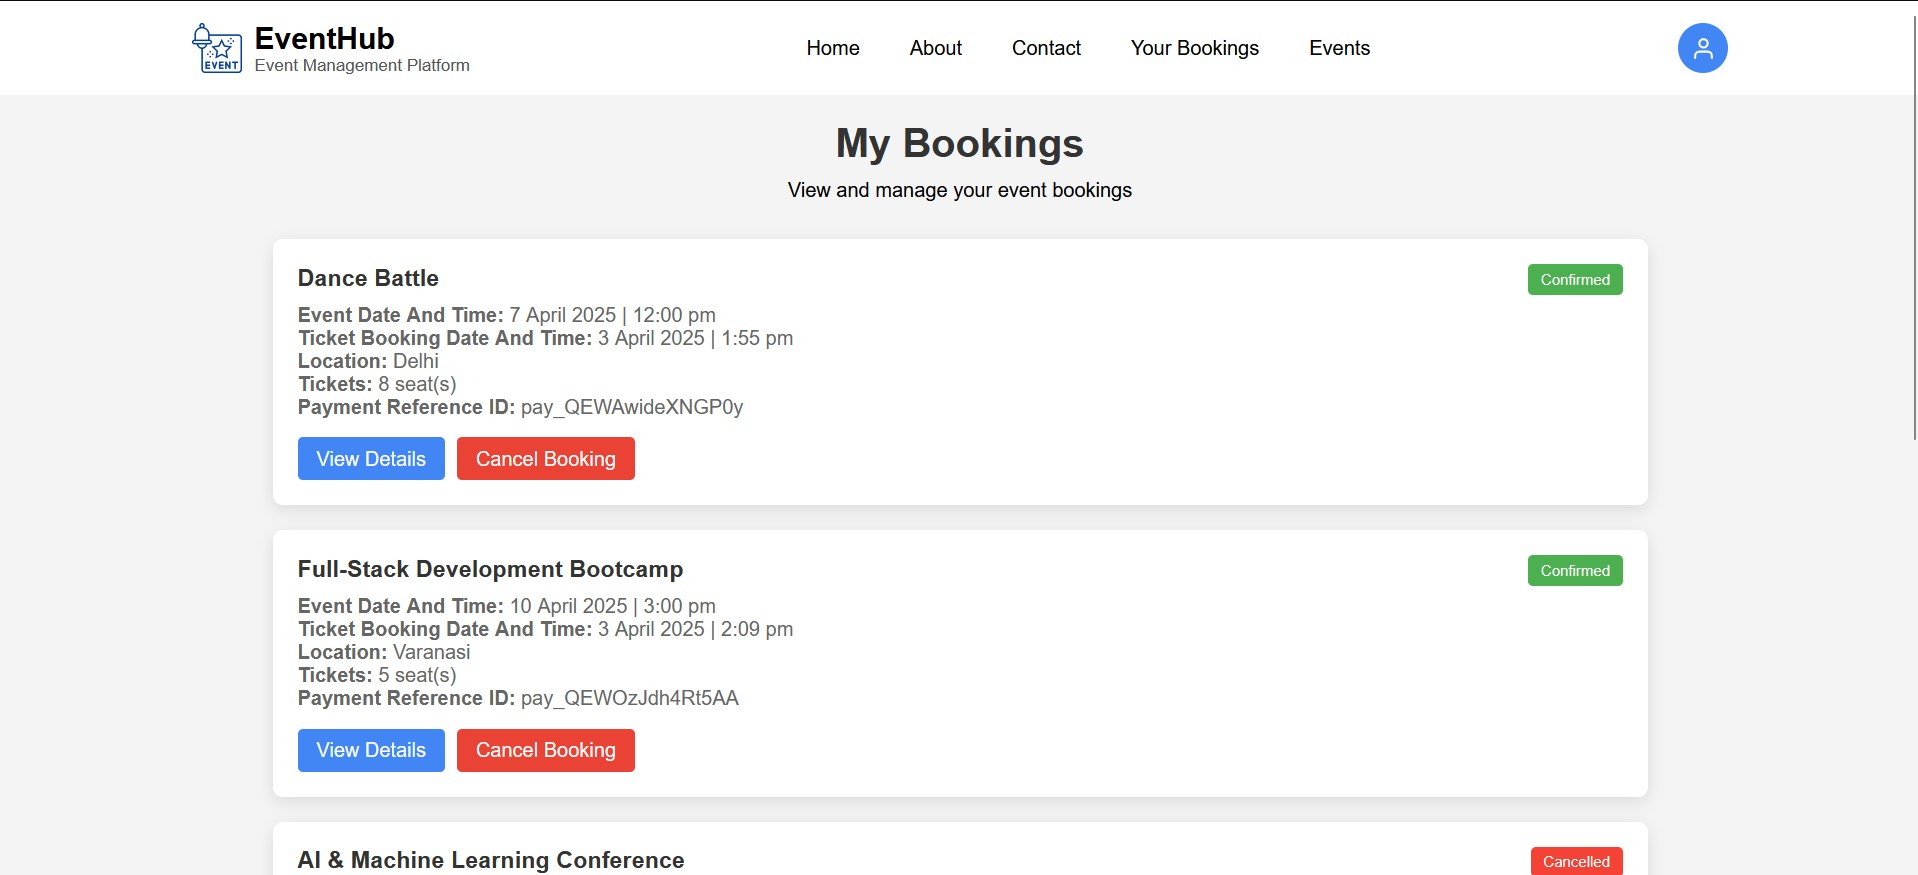 EVENT
EventHub
Event Management Platform
Home About Contact Your Bookings Events
My Bookings
View and manage your event bookings
Dance Battle
Confirmed
Event Date And Time: 7 April 2025 | 12:00 pm
Ticket Booking Date And Time: 3 April 2025 | 1:55 pm
Location: Delhi
Tickets: 8 seat(s)
Payment Reference ID: pay_QEWAwideXNGP0y
View Details Cancel Booking
Full-Stack Development Bootcamp
Confirmed
Event Date And Time: 10 April 2025 | 3:00 pm
Ticket Booking Date And Time: 3 April 2025 | 2:09 pm
Location: Varanasi
Tickets: 5 seat(s)
Payment Reference ID: pay_QEWOzJdh4Rt5AA
View Details Cancel Booking
AI & Machine Learning Conference
Cancelled